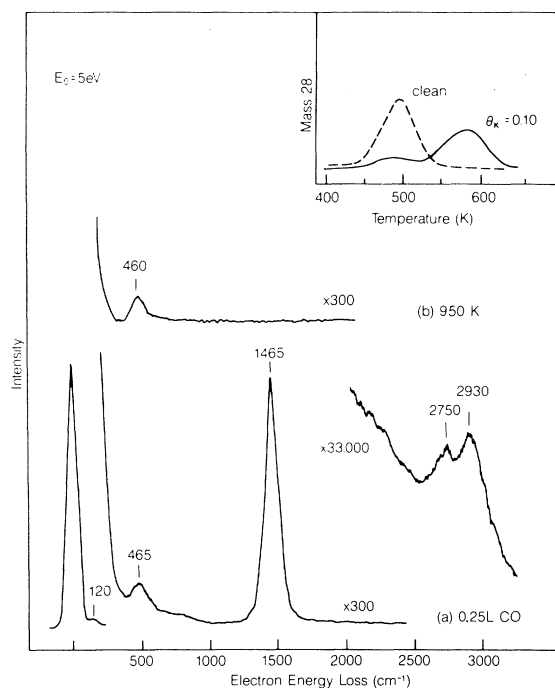 E₀=5eV
Mass 28
clean
θₖ=0.10
400
500
600
Temperature (K)
460
x300
(b) 950 K
Intensity
1465
2750
2930
x33.000
120
465
x300
(a) 0.25L CO
500
1000
1500
2000
2500
3000
Electron Energy Loss (cm⁻¹)